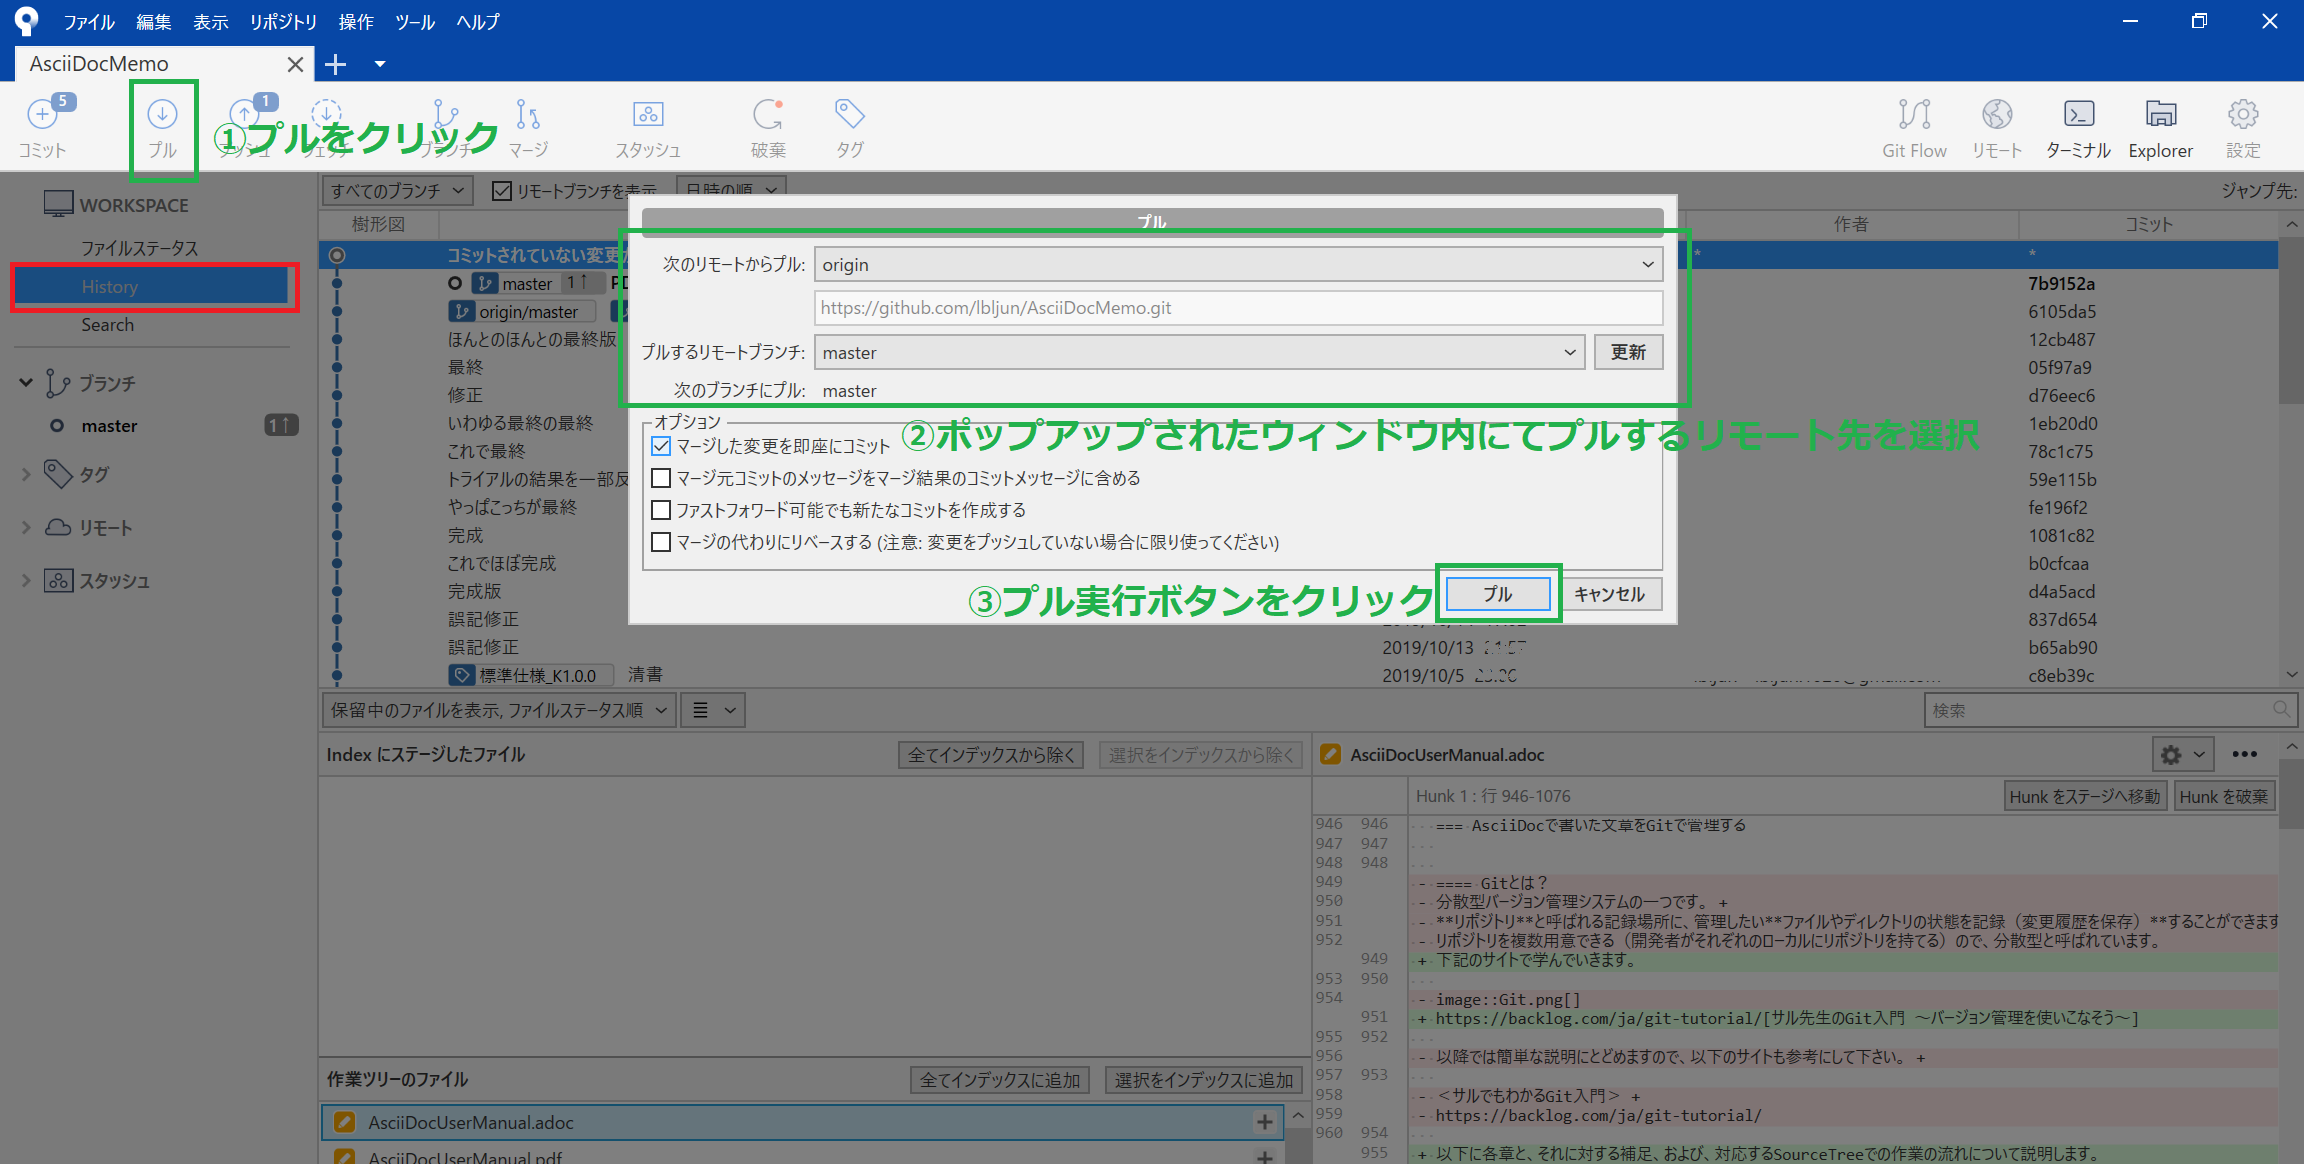 ファイル 編集 表示 リポジトリ 操作 ツール ヘルプ
AsciiDocMemo
5
1
コミット
プル
マージ
スタッシュ
破棄
タグ
Git Flow
リモート
ターミナル
Explorer
設定
①プルをクリック
WORKSPACE
ファイルステータス
History
Search
ブランチ
master
1↑
タグ
リモート
スタッシュ
すべてのブランチ
リモートブランチを表示
日時の順
ジャンプ先:
樹形図
作者
コミット
コミットされていない変更
*
*
master 1↑
7b9152a
origin/master
6105da5
ほんとのほんとの最終版
12cb487
最終
05f97a9
修正
d76eec6
いわゆる最終の最終
1eb20d0
これで最終
78c1c75
トライアルの結果を一部反
59e115b
やっぱこっちが最終
fe196f2
完成
1081c82
これでほぼ完成
b0cfcaa
完成版
d4a5acd
誤記修正
837d654
誤記修正
2019/10/13
b65ab90
標準仕様_K1.0.0 清書
2019/10/5
c8eb39c
プル
次のリモートからプル: origin
https://github.com/lbljun/AsciiDocMemo.git
プルするリモートブランチ: master 更新
次のブランチにプル: master
オプション
マージした変更を即座にコミット
②ポップアップされたウィンドウ内にてプルするリモート先を選択
マージ元コミットのメッセージをマージ結果のコミットメッセージに含める
ファストフォワード可能でも新たなコミットを作成する
マージの代わりにリベースする (注意: 変更をプッシュしていない場合に限り使ってください)
③プル実行ボタンをクリック
プル
キャンセル
保留中のファイルを表示, ファイルステータス順
検索
Index にステージしたファイル
全てインデックスから除く
選択をインデックスから除く
作業ツリーのファイル
全てインデックスに追加
選択をインデックスに追加
AsciiDocUserManual.adoc
AsciiDocUserManual.pdf
AsciiDocUserManual.adoc
Hunk 1 : 行 946-1076
Hunk をステージへ移動
Hunk を破棄
946 946 === AsciiDocで書いた文章をGitで管理する
947 947
948 948
949 - ==== Gitとは？
950 - 分散型バージョン管理システムの一つです。 +
951 - **リポジトリ**と呼ばれる記録場所に、管理したい**ファイルやディレクトリの状態を記録（変更履歴を保存）**することができます
952 - リポジトリを複数用意できる（開発者がそれぞれのローカルにリポジトリを持てる）ので、分散型と呼ばれています。
949 + 下記のサイトで学んでいきます。
953 950
954 - image::Git.png[]
951 + https://backlog.com/ja/git-tutorial/[サル先生のGit入門 ～バージョン管理を使いこなそう～]
955 952
956 - 以降では簡単な説明にとどめますので、以下のサイトも参考にして下さい。 +
957 953
958 - ＜サルでもわかるGit入門＞ +
959 - https://backlog.com/ja/git-tutorial/
960 954
955 + 以下に各章と、それに対する補足、および、対応するSourceTreeでの作業の流れについて説明します。